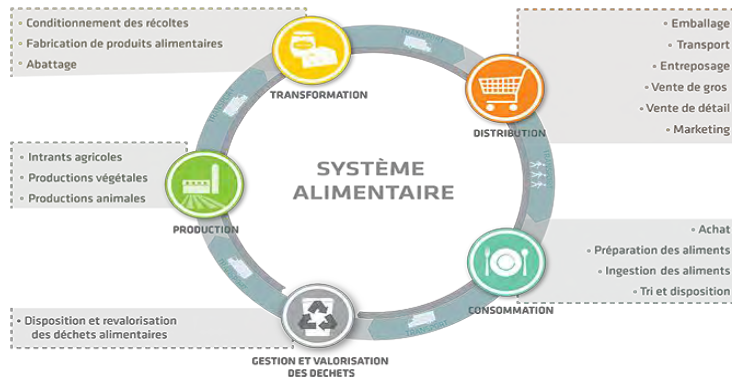 • Conditionnement des récoltes
• Fabrication de produits alimentaires
• Abattage
TRANSFORMATION
• Emballage
• Transport
• Entreposage
• Vente de gros
• Vente de détail
• Marketing
DISTRIBUTION
SYSTÈME
ALIMENTAIRE
• Intrants agricoles
• Productions végétales
• Productions animales
PRODUCTION
• Achat
• Préparation des aliments
• Ingestion des aliments
• Tri et disposition
CONSOMMATION
• Disposition et revalorisation
des déchets alimentaires
GESTION ET VALORISATION
DES DECHETS
TRANSPORT